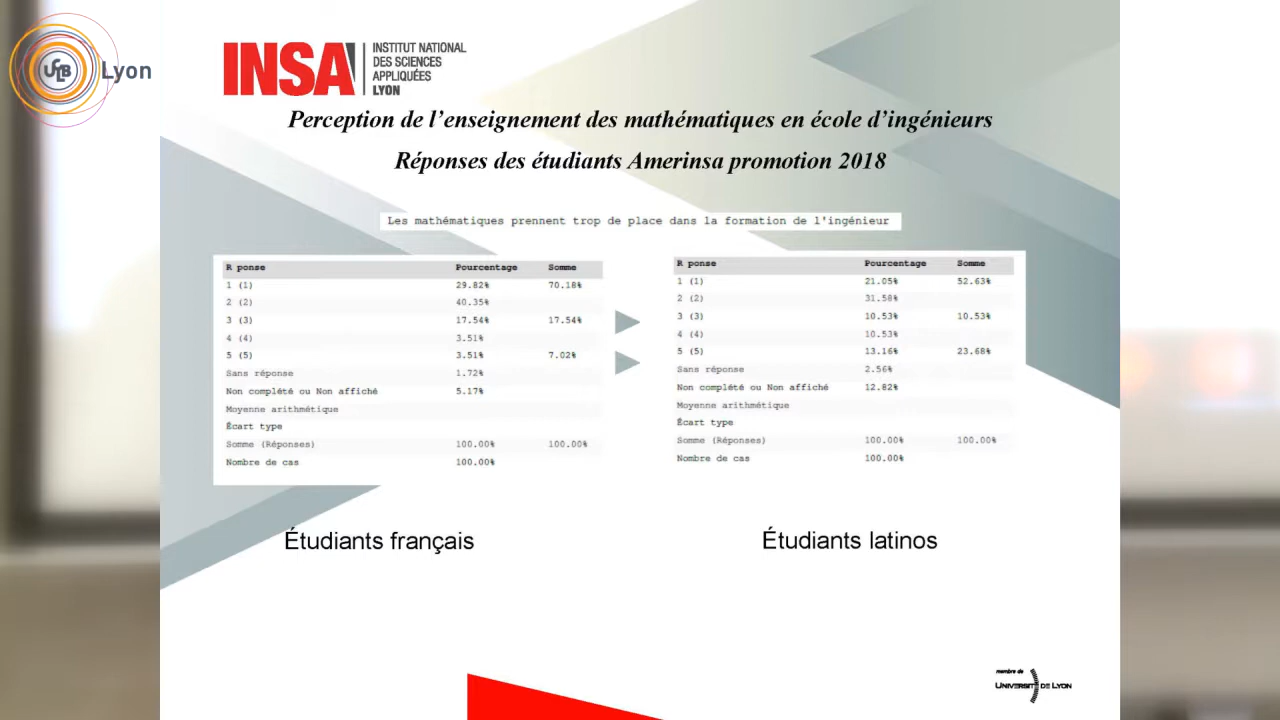 UCBL Lyon
INSA
INSTITUT NATIONAL
DES SCIENCES
APPLIQUÉES
LYON
Perception de l’enseignement des mathématiques en école d’ingénieurs
Réponses des étudiants Amerinsa promotion 2018
Les mathématiques prennent trop de place dans la formation de l'ingénieur
R ponse Pourcentage Somme
1 (1) 29.82% 70.18%
2 (2) 40.35%
3 (3) 17.54% 17.54%
4 (4) 3.51%
5 (5) 3.51% 7.02%
Sans réponse 1.72%
Non complété ou Non affiché 5.17%
Moyenne arithmétique
Écart type
Somme (Réponses) 100.00% 100.00%
Nombre de cas 100.00%
R ponse Pourcentage Somme
1 (1) 21.05% 52.63%
2 (2) 31.58%
3 (3) 10.53% 10.53%
4 (4) 10.53%
5 (5) 13.16% 23.68%
Sans réponse 2.56%
Non complété ou Non affiché 12.82%
Moyenne arithmétique
Écart type
Somme (Réponses) 100.00% 100.00%
Nombre de cas 100.00%
Étudiants français
Étudiants latinos
membre de
UNIVERSITÉ DE LYON